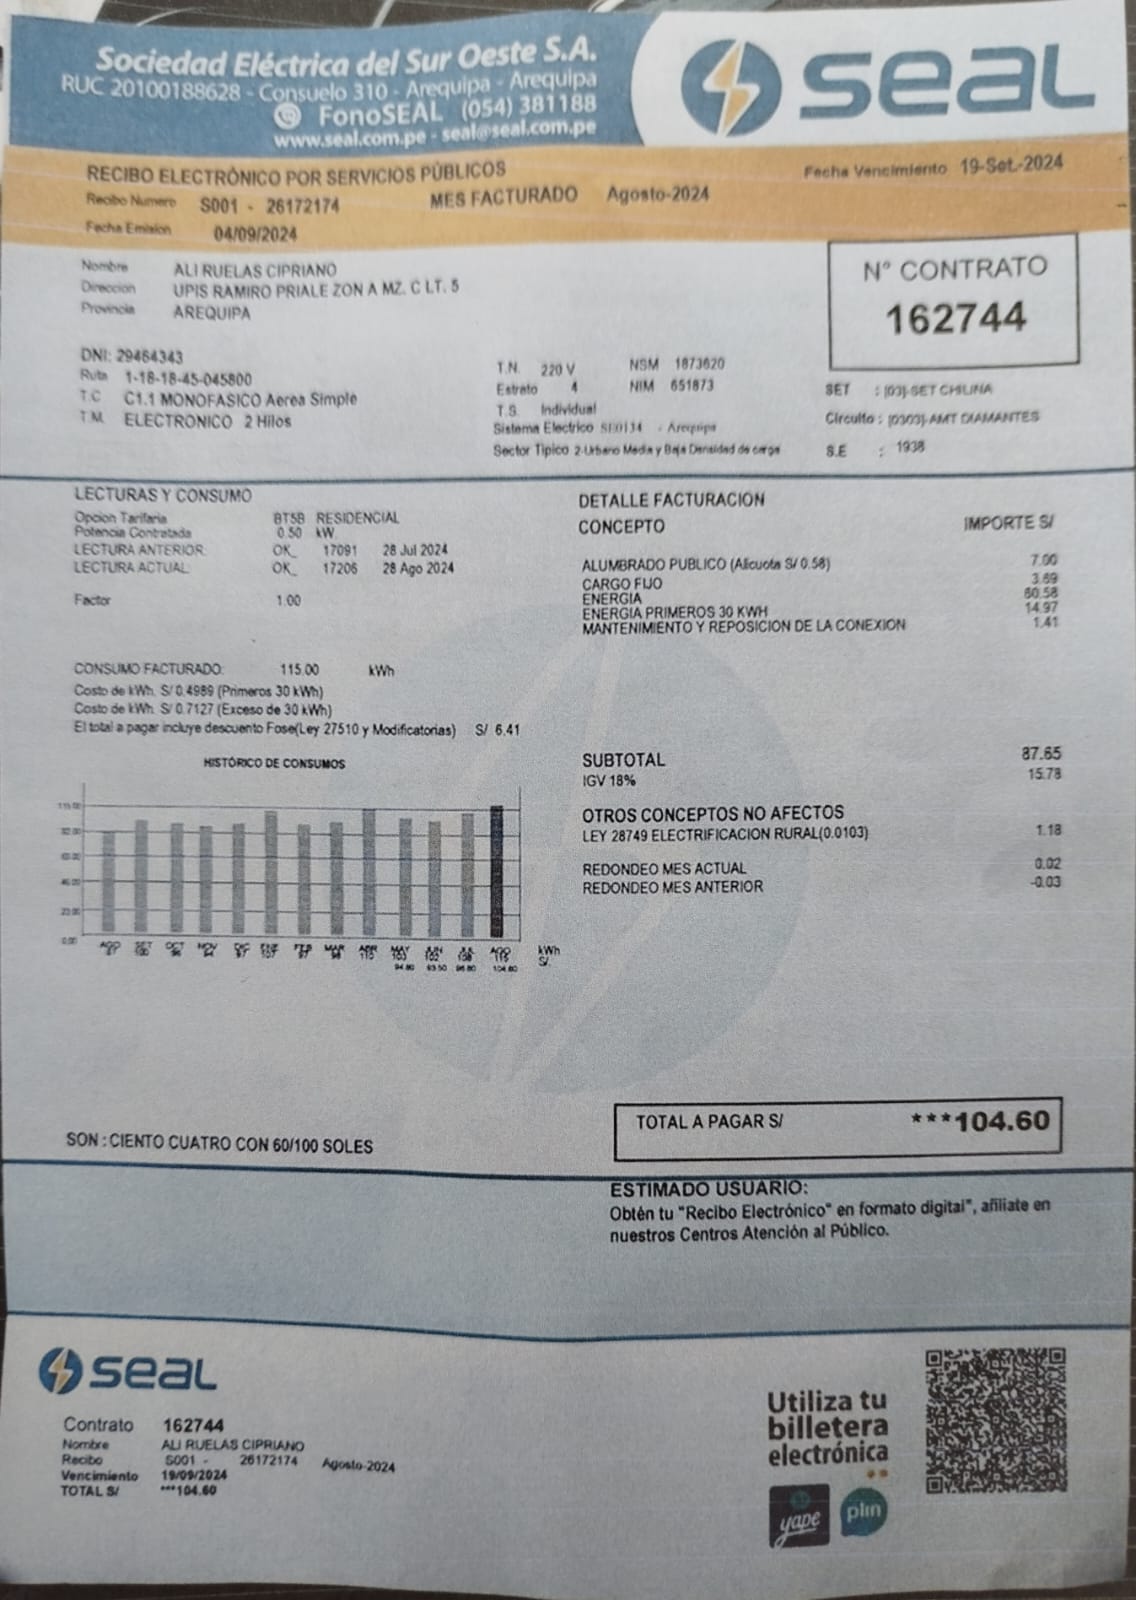 Sociedad Eléctrica del Sur Oeste S.A.
RUC 20100188628 - Consuelo 310 - Arequipa - Arequipa
FonoSEAL (054) 381188
www.seal.com.pe - seal@seal.com.pe
seal
RECIBO ELECTRÓNICO POR SERVICIOS PÚBLICOS
Fecha Vencimiento 19-Set.-2024
Recibo Numero S001 - 26172174 MES FACTURADO Agosto-2024
Fecha Emision 04/09/2024
Nombre ALI RUELAS CIPRIANO
Direccion UPIS RAMIRO PRIALE ZON A MZ. C LT. 5
Provincia AREQUIPA
N° CONTRATO
162744
DNI: 29464343
Ruta 1-18-18-45-045800
T.C C1.1 MONOFASICO Aerea Simple
T.M. ELECTRONICO 2 Hilos
T.N. 220 V NSM 1873620
Estrato 4 NIM 651873
T.S. Individual
Sistema Electrico SE0134 - Arequipa
Sector Tipico 2-Urbano Media y Baja Densidad de carga
SET : [03]-SET CHILINA
Circuito : [0303]-AMT DIAMANTES
S.E : 1938
LECTURAS Y CONSUMO
Opcion Tarifaria BT5B RESIDENCIAL
Potencia Contratada 0.50 kW.
LECTURA ANTERIOR: OK_ 17091 28 Jul 2024
LECTURA ACTUAL: OK_ 17206 28 Ago 2024
Factor 1.00
CONSUMO FACTURADO: 115.00 kWh
Costo de kWh. S/ 0.4989 (Primeros 30 kWh)
Costo de kWh. S/ 0.7127 (Exceso de 30 kWh)
El total a pagar incluye descuento Fose(Ley 27510 y Modificatorias) S/ 6.41
DETALLE FACTURACION
CONCEPTO IMPORTE S/
ALUMBRADO PUBLICO (Alicuota S/ 0.58) 7.00
CARGO FIJO 3.69
ENERGIA 60.58
ENERGIA PRIMEROS 30 KWH 14.97
MANTENIMIENTO Y REPOSICION DE LA CONEXION 1.41
SUBTOTAL 87.65
IGV 18% 15.78
OTROS CONCEPTOS NO AFECTOS
LEY 28749 ELECTRIFICACION RURAL(0.0103) 1.18
REDONDEO MES ACTUAL 0.02
REDONDEO MES ANTERIOR -0.03
HISTÓRICO DE CONSUMOS
115.00
92.00
69.00
46.00
23.00
0.00
AGO SET OCT NOV DIC ENE FEB MAR ABR MAY JUN JUL AGO
87 100 96 94 97 107 97 98 110 103 102 108 115 kWh
94.80 93.50 98.80 104.60 S/.
TOTAL A PAGAR S/ ***104.60
SON : CIENTO CUATRO CON 60/100 SOLES
ESTIMADO USUARIO:
Obtén tu "Recibo Electrónico" en formato digital", afiliate en
nuestros Centros Atención al Público.
seal
Contrato 162744
Nombre ALI RUELAS CIPRIANO
Recibo S001 - 26172174 Agosto-2024
Vencimiento 19/09/2024
TOTAL S/ ***104.60
Utiliza tu
billetera
electrónica
yape
plin